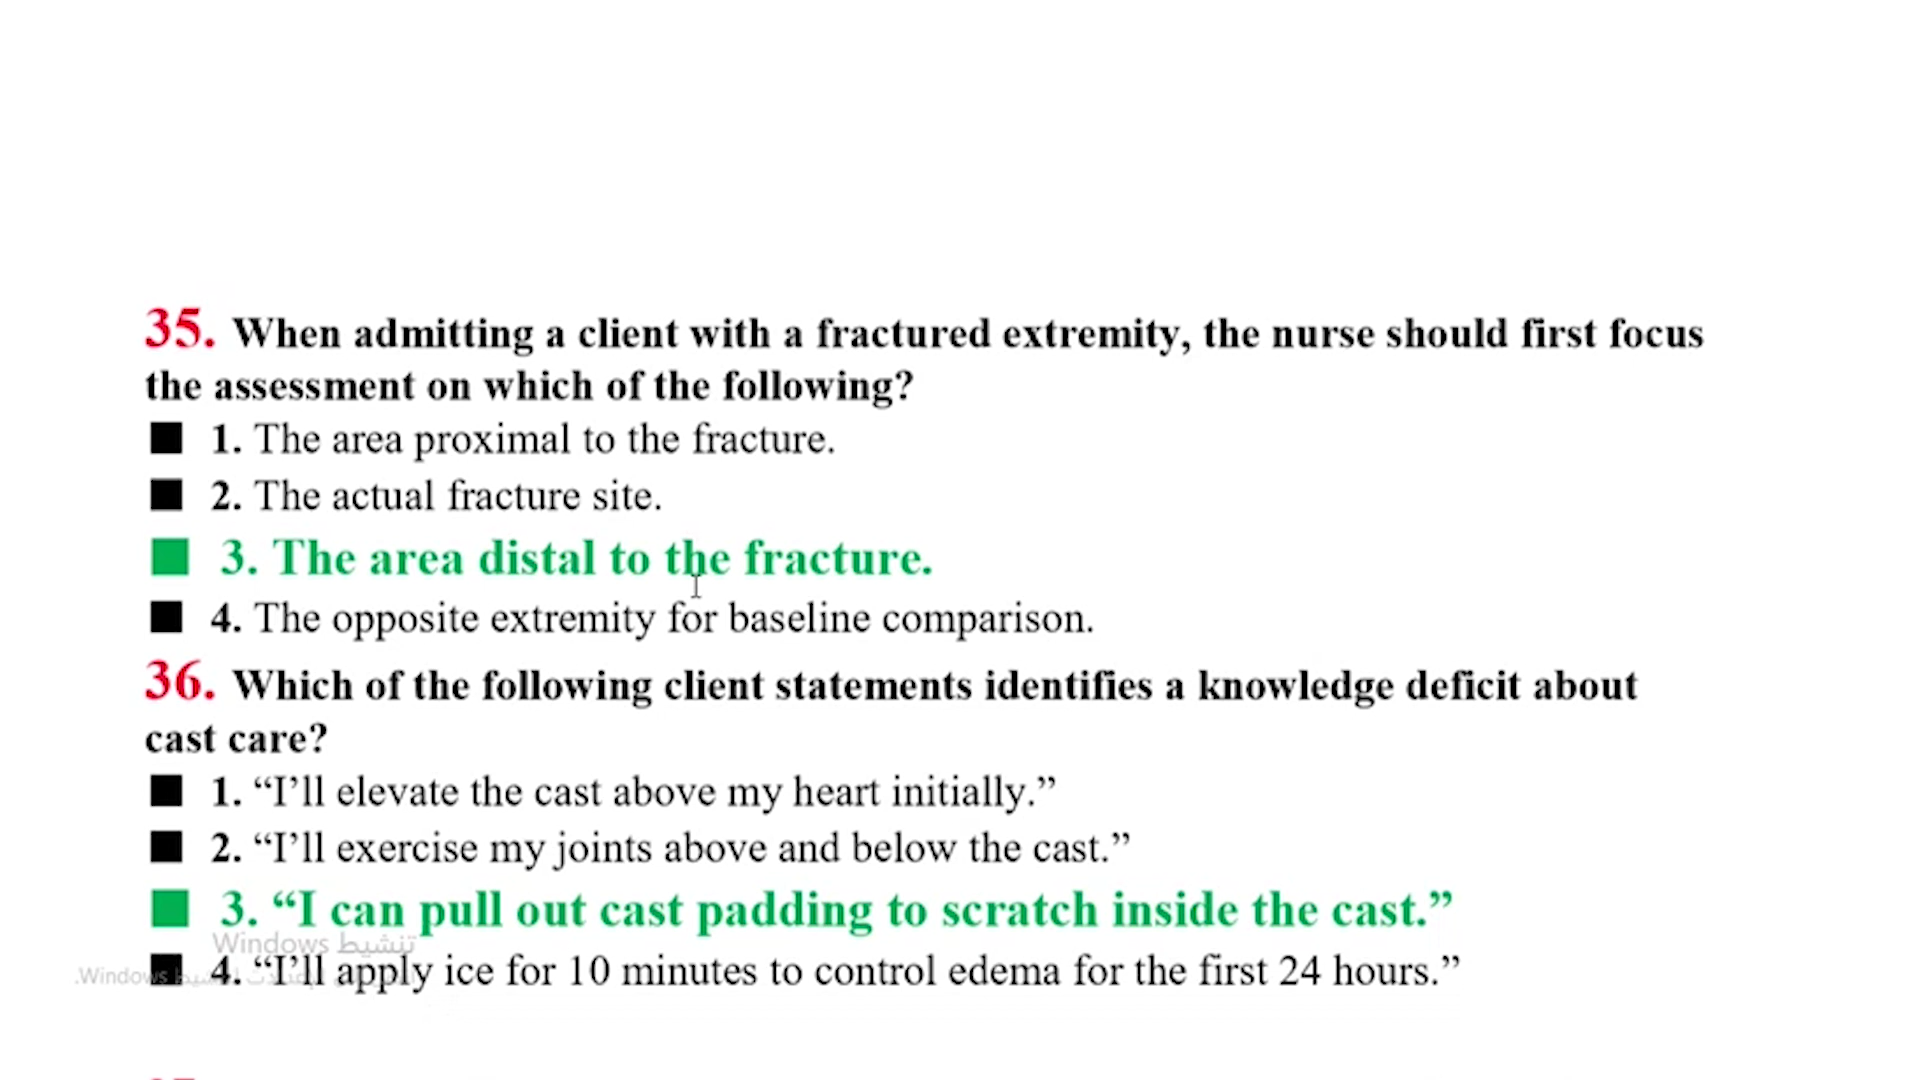 35. When admitting a client with a fractured extremity, the nurse should first focus
the assessment on which of the following?
■ 1. The area proximal to the fracture.
■ 2. The actual fracture site.
■ 3. The area distal to the fracture.
■ 4. The opposite extremity for baseline comparison.
36. Which of the following client statements identifies a knowledge deficit about
cast care?
■ 1. “I’ll elevate the cast above my heart initially.”
■ 2. “I’ll exercise my joints above and below the cast.”
■ 3. “I can pull out cast padding to scratch inside the cast.”
تنشيط Windows
■ 4. “I’ll apply ice for 10 minutes to control edema for the first 24 hours.”
Windows.